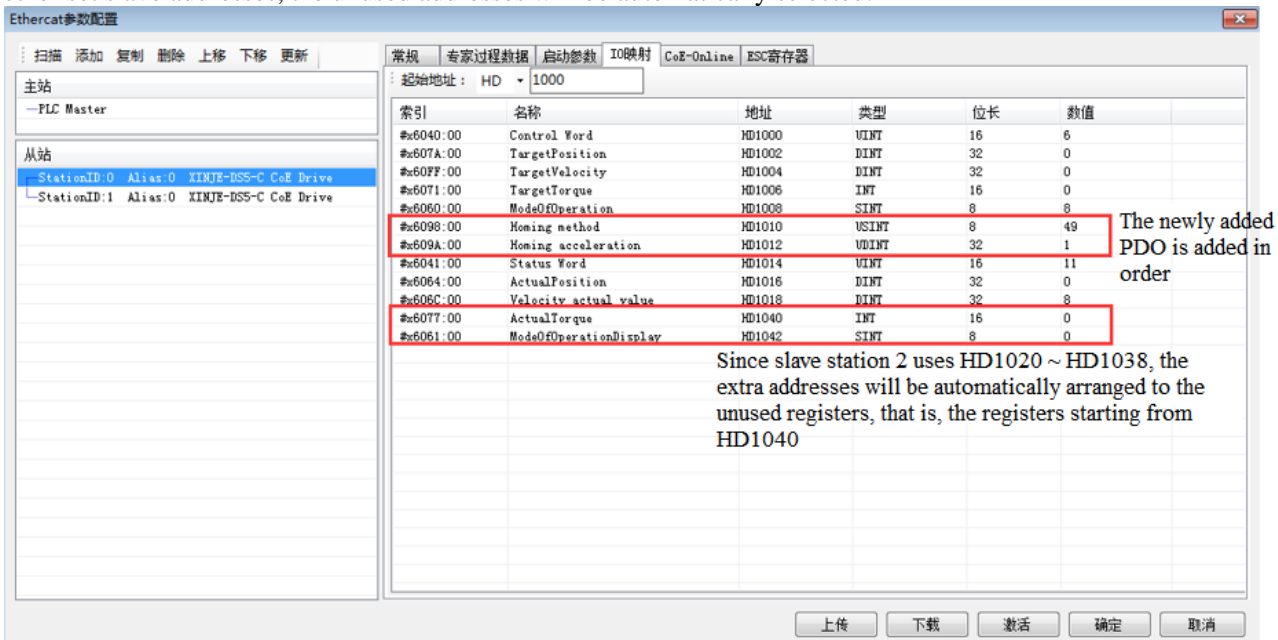 other set slave addresses, the unused addresses will be automatically selected.
Ethercat参数配置
扫描 添加 复制 删除 上移 下移 更新
主站
PLC Master
从站
StationID:0 Alias:0 XINJE-DS5-C CoE Drive
StationID:1 Alias:0 XINJE-DS5-C CoE Drive
常规 专家过程数据 启动参数 IO映射 CoE-Online ESC寄存器
起始地址: HD 1000
索引 名称 地址 类型 位长 数值
#x6040:00 Control Word HD1000 UINT 16 6
#x607A:00 TargetPosition HD1002 DINT 32 0
#x60FF:00 TargetVelocity HD1004 DINT 32 0
#x6071:00 TargetTorque HD1006 INT 16 0
#x6060:00 ModeOfOperation HD1008 SINT 8 8
#x6098:00 Homing method HD1010 USINT 8 49
#x609A:00 Homing acceleration HD1012 UDINT 32 1
#x6041:00 Status Word HD1014 UINT 16 11
#x6064:00 ActualPosition HD1016 DINT 32 0
#x606C:00 Velocity actual value HD1018 DINT 32 8
#x6077:00 ActualTorque HD1040 INT 16 0
#x6061:00 ModeOfOperationDisplay HD1042 SINT 8 0
The newly added
PDO is added in
order
Since slave station 2 uses HD1020 ~ HD1038, the
extra addresses will be automatically arranged to the
unused registers, that is, the registers starting from
HD1040
上传 下载 激活 确定 取消